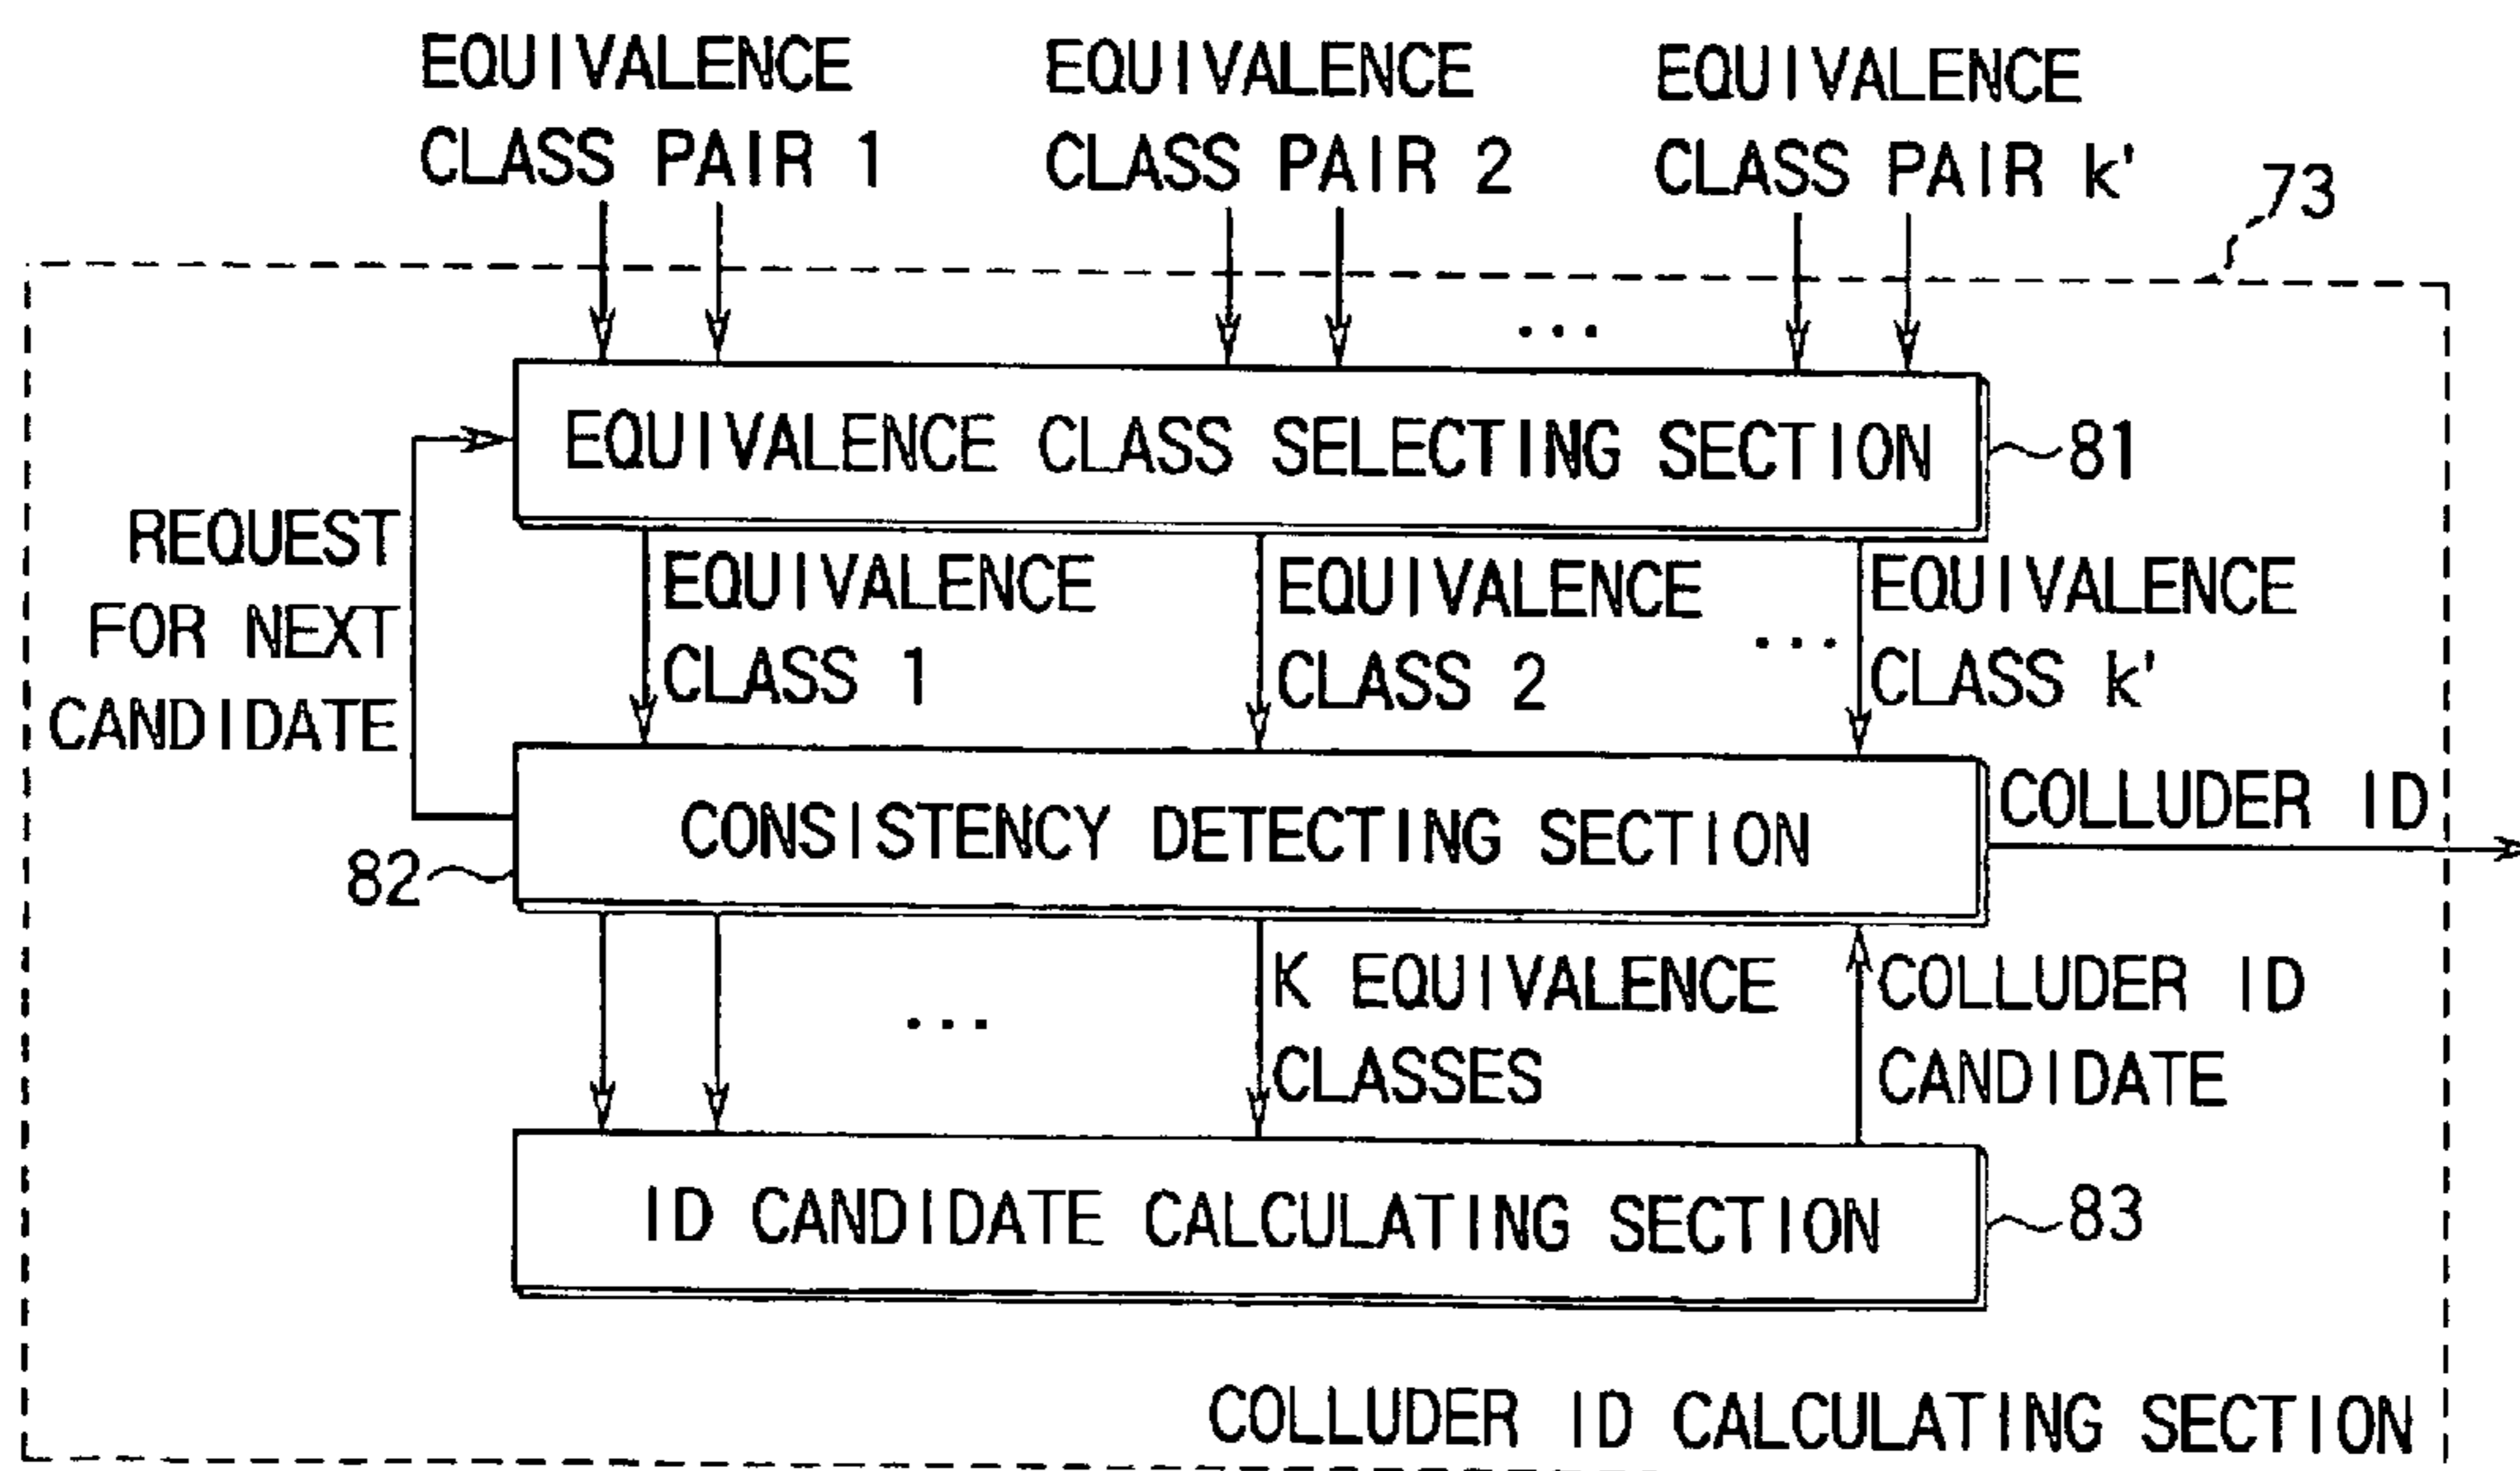 EQUIVALENCE
CLASS PAIR 1
EQUIVALENCE
CLASS PAIR 2
EQUIVALENCE
CLASS PAIR k'
73
...
EQUIVALENCE CLASS SELECTING SECTION
81
REQUEST
FOR NEXT
CANDIDATE
EQUIVALENCE
CLASS 1
EQUIVALENCE
CLASS 2
...
EQUIVALENCE
CLASS k'
CONSISTENCY DETECTING SECTION
82
COLLUDER ID
...
K EQUIVALENCE
CLASSES
COLLUDER ID
CANDIDATE
ID CANDIDATE CALCULATING SECTION
83
COLLUDER ID CALCULATING SECTION